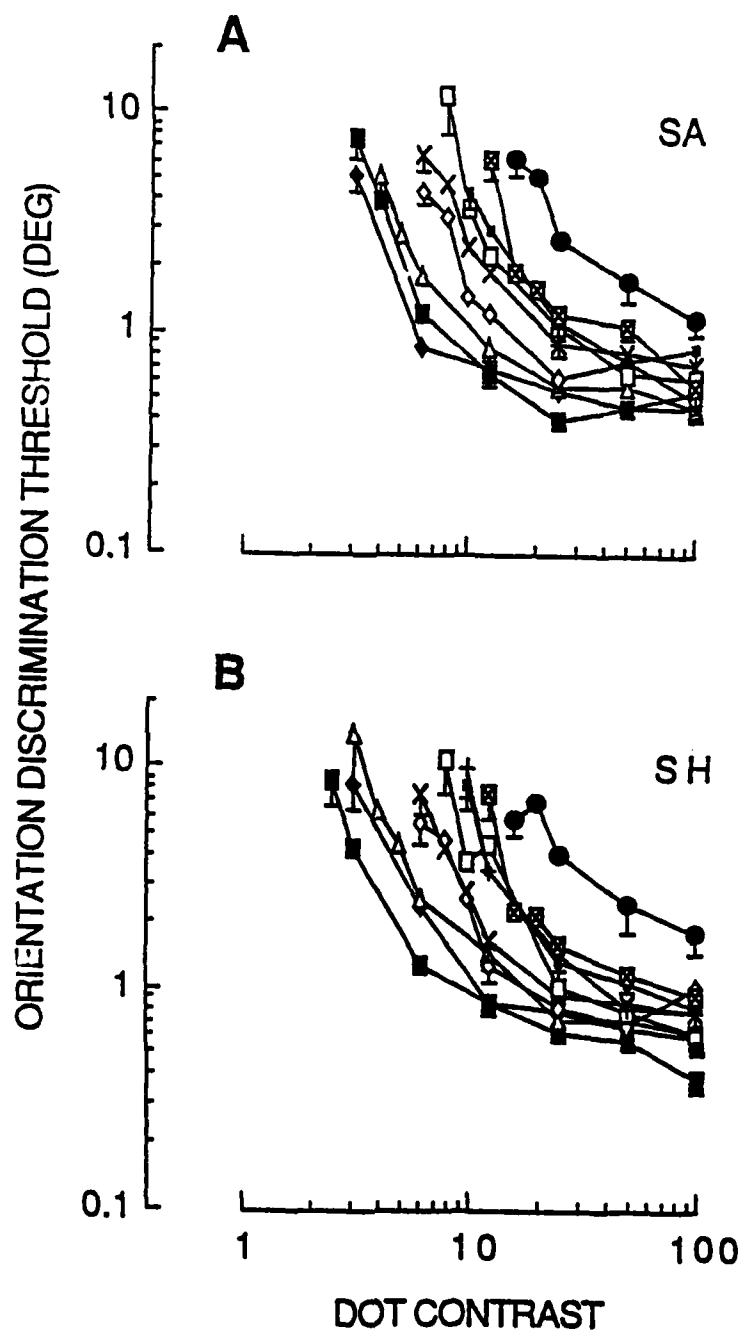 A
SA
10
1
0.1
ORIENTATION DISCRIMINATION THRESHOLD (DEG)
B
SH
10
1
0.1
1 10 100
DOT CONTRAST